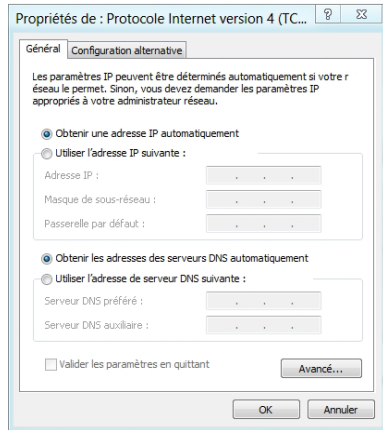 Propriétés de : Protocole Internet version 4 (TC...
Général
Configuration alternative
Les paramètres IP peuvent être déterminés automatiquement si votre r
éseau le permet. Sinon, vous devez demander les paramètres IP
appropriés à votre administrateur réseau.
Obtenir une adresse IP automatiquement
Utiliser l'adresse IP suivante :
Adresse IP :
Masque de sous-réseau :
Passerelle par défaut :
Obtenir les adresses des serveurs DNS automatiquement
Utiliser l'adresse de serveur DNS suivante :
Serveur DNS préféré :
Serveur DNS auxiliaire :
Valider les paramètres en quittant
Avancé...
OK
Annuler